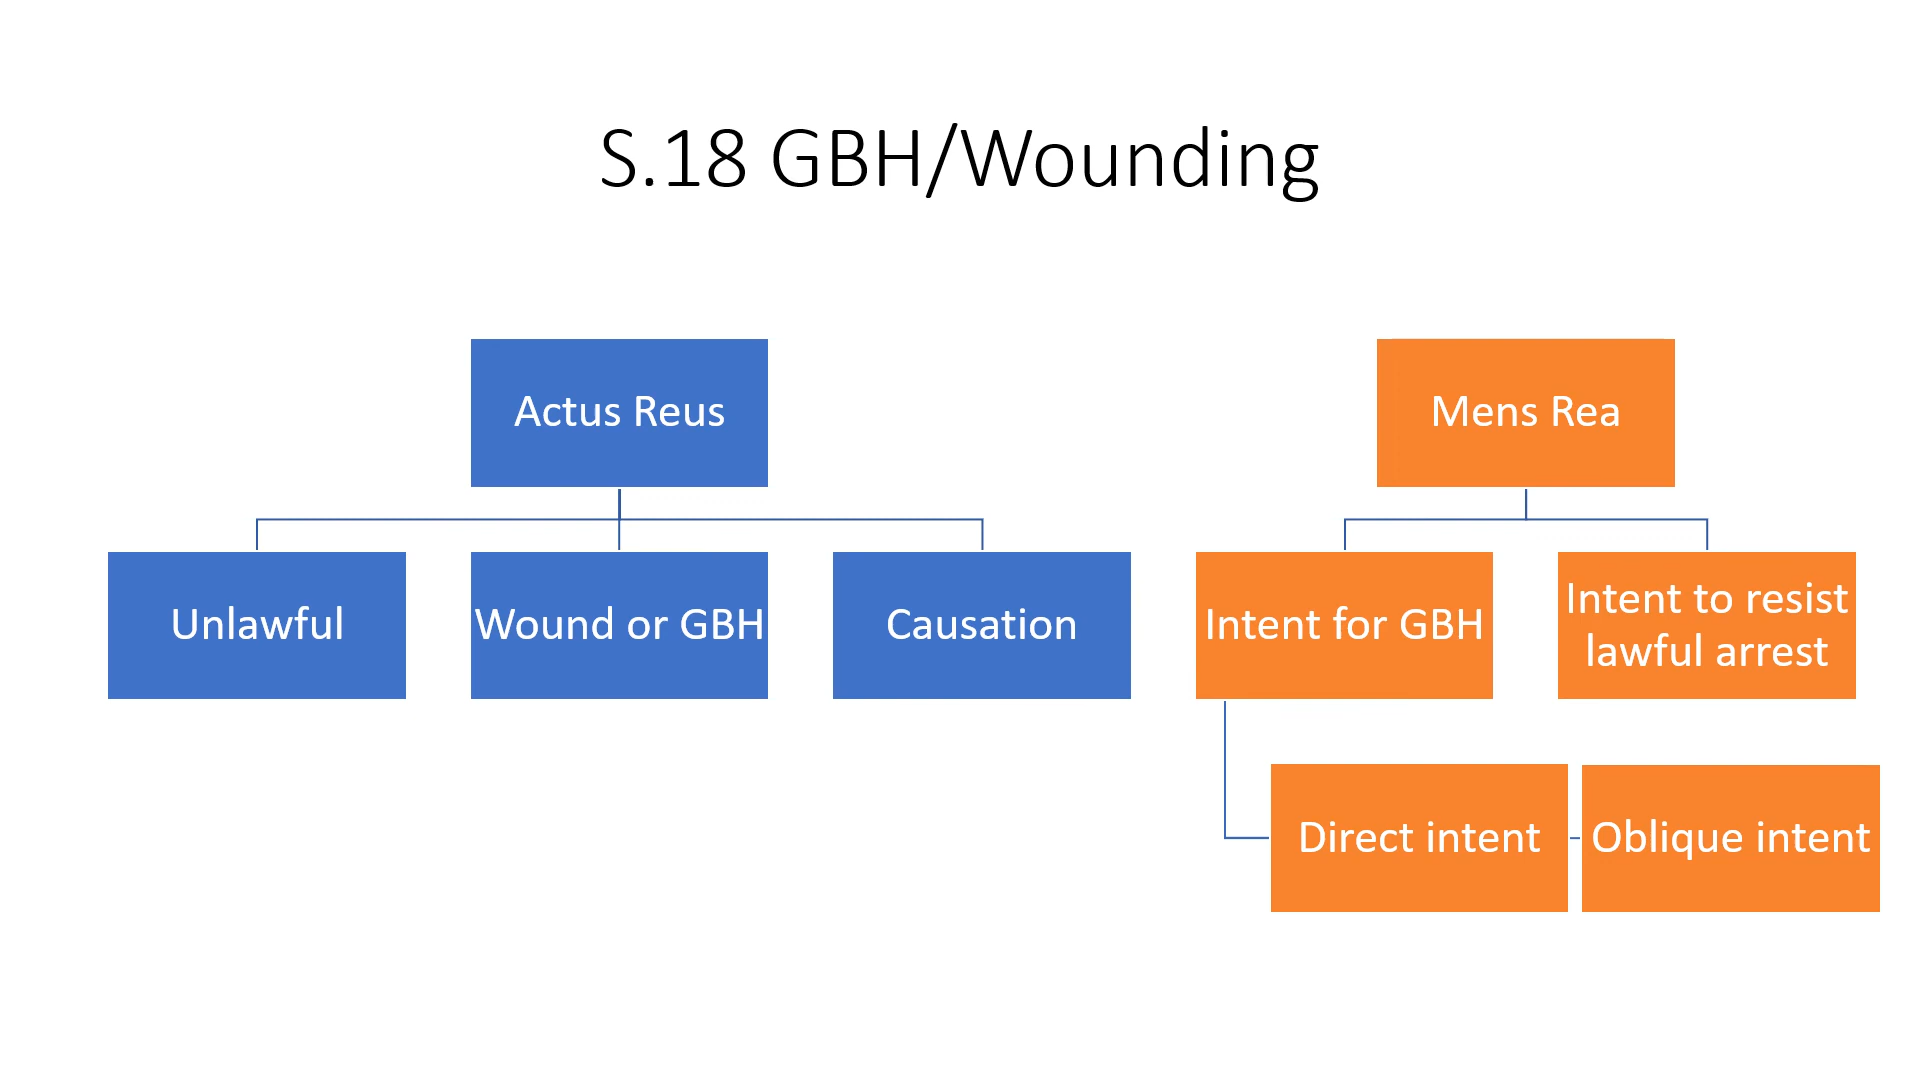 S.18 GBH/Wounding
Actus Reus
Mens Rea
Unlawful
Wound or GBH
Causation
Intent for GBH
Intent to resist
lawful arrest
Direct intent
Oblique intent